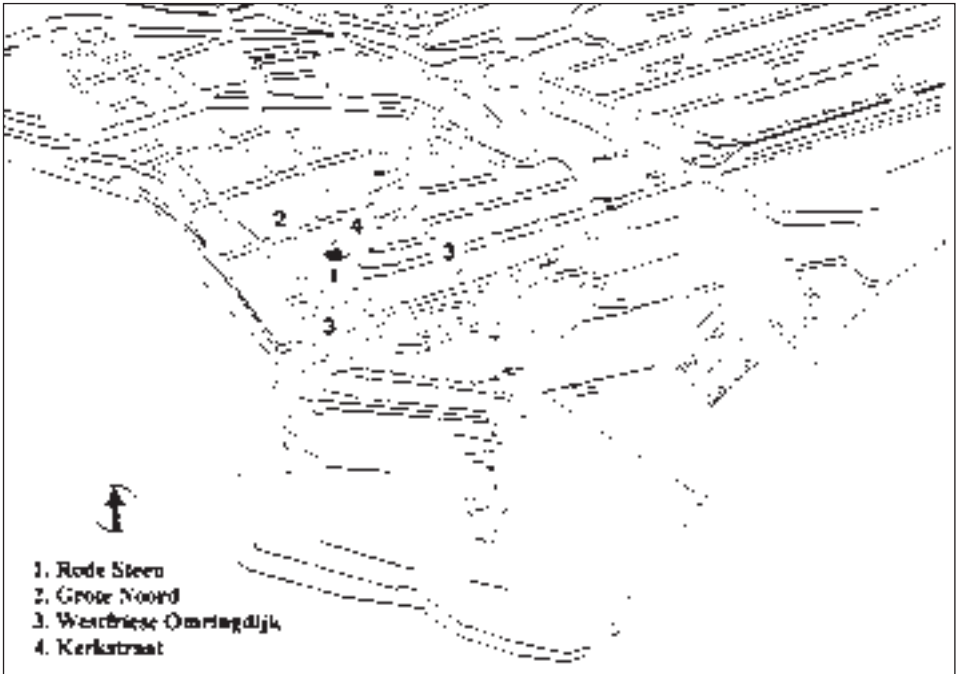 2
4
3
1
3
1. Rode Steen
2. Grote Noord
3. Westfriese Omringdijk
4. Kerkstraat